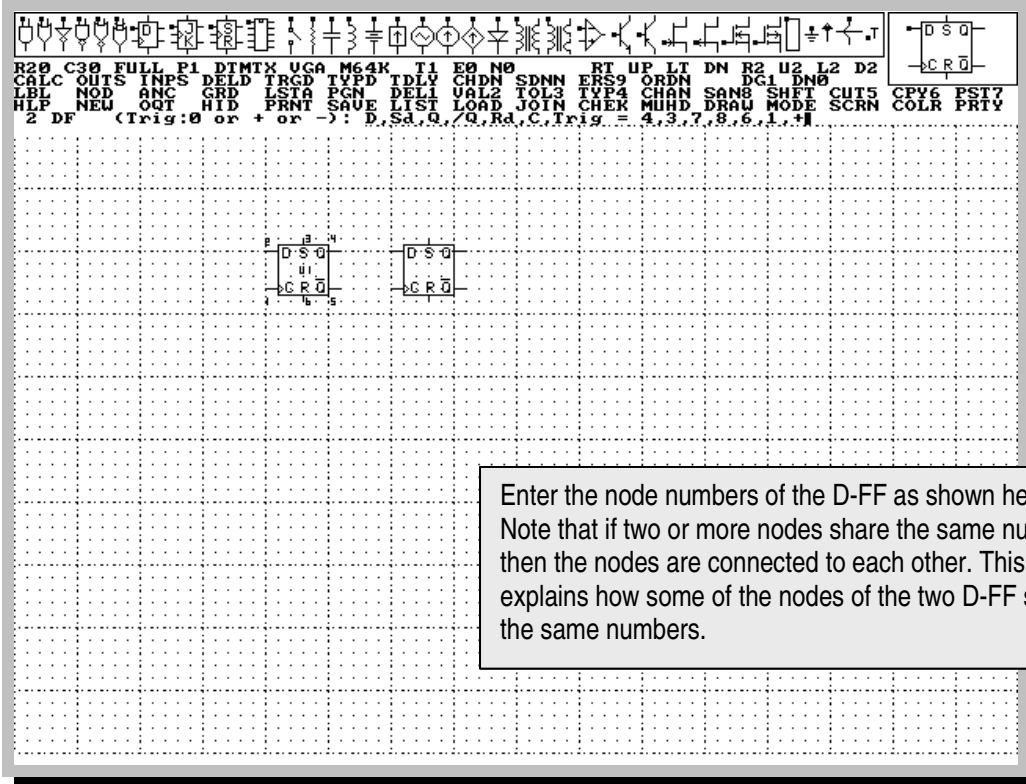 D S Q
C R Q
R20 C30 FULL P1 DTMTX VGA M64K T1 E0 N0 RT UP LT DN R2 U2 L2 D2
CALC OUTS INPS DELD TRGD TYPD TDLY CHDN SDNN ERS9 ORDN DG1 DN0
LBL NOD ANC GRD LSTA PGN DEL1 VAL2 TOL3 TYP4 CHAN SAN8 SHFT CUT5 CPY6 PST7
HLP NEW OQT HID PRNT SAVE LIST LOAD JOIN CHEK MUHD DRAW MODE SCRN COLR PRTY
2 DF (Trig:0 or + or -): D,Sd,Q,/Q,Rd,C,Trig = 4,3,7,8,6,1,+
2 3 4
D S Q
U1
C R Q
1 6 5
D S Q
C R Q
Enter the node numbers of the D-FF as shown
Note that if two or more nodes share the same
then the nodes are connected to each other. This
explains how some of the nodes of the two D-FF
the same numbers.